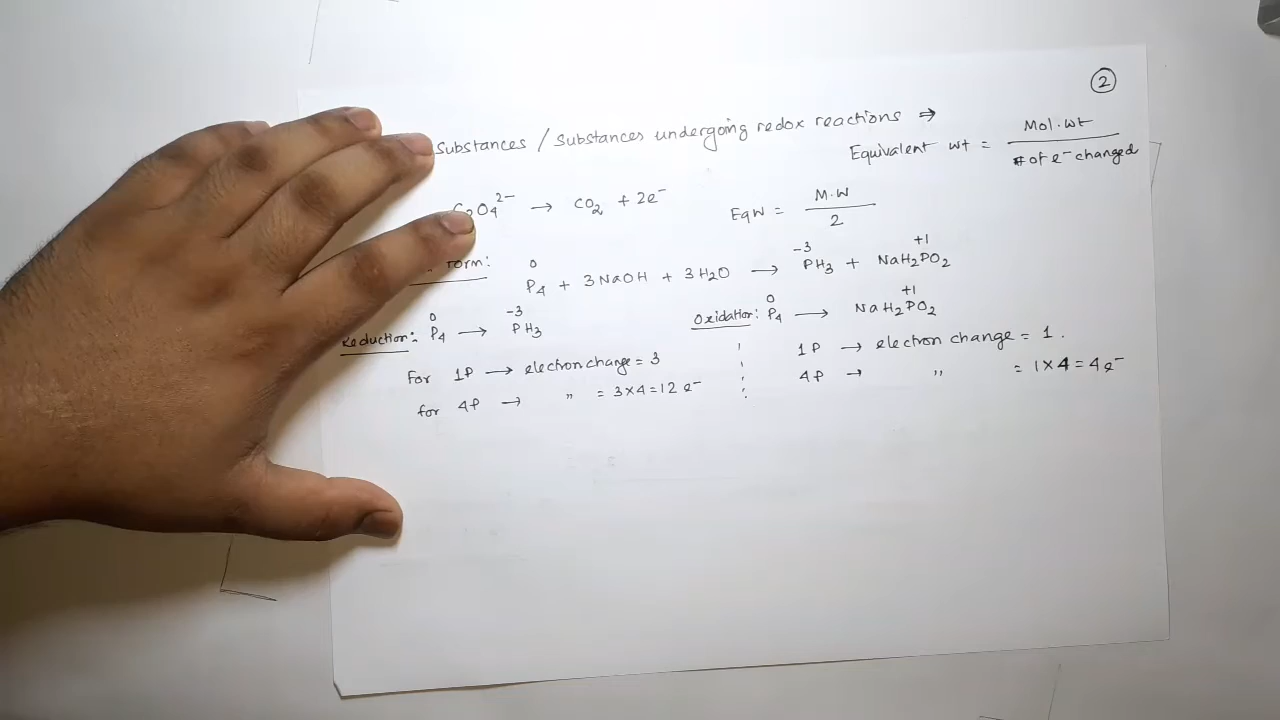 ②
Substances / Substances undergoing redox reactions ⇒
Equivalent wt = Mol. wt / # of e⁻ changed
C₂O₄²⁻ → CO₂ + 2e⁻
EqW = M.W / 2
form:
0 -3 +1
P₄ + 3NaOH + 3H₂O → PH₃ + NaH₂PO₂
0 -3
Reduction: P₄ → PH₃
For 1P → electron change = 3
for 4P → " = 3×4 = 12 e⁻
0 +1
Oxidation: P₄ → NaH₂PO₂
1P → electron change = 1.
4P → " = 1×4 = 4e⁻